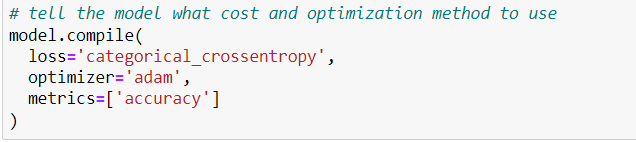 # tell the model what cost and optimization method to use
model.compile(
  loss='categorical_crossentropy',
  optimizer='adam',
  metrics=['accuracy']
)